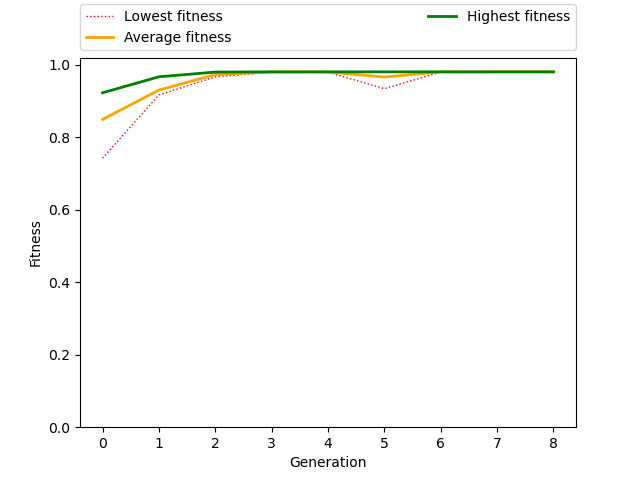 Lowest fitness
Average fitness
Highest fitness
1.0
0.8
0.6
0.4
0.2
0.0
Fitness
0 1 2 3 4 5 6 7 8
Generation